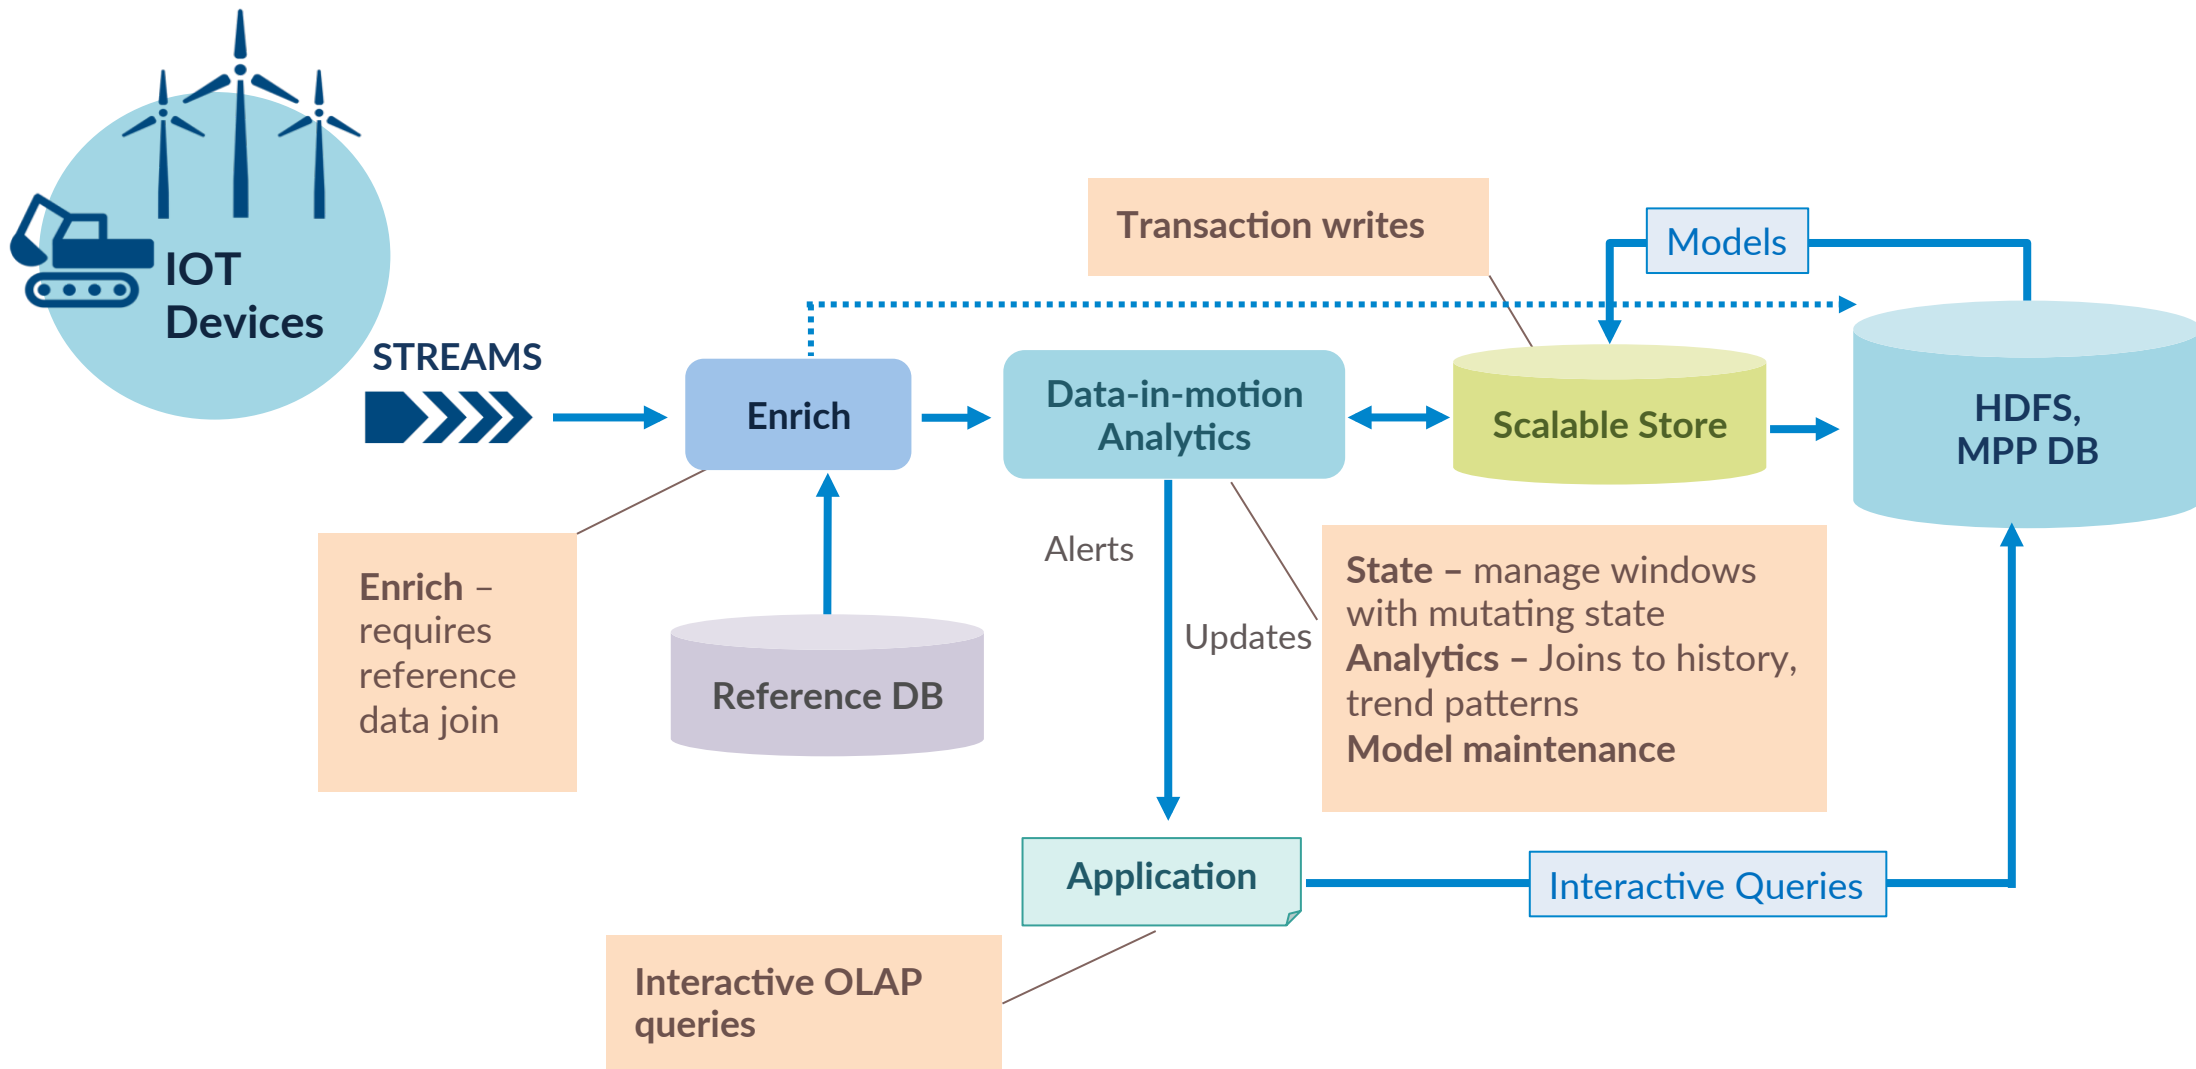 IOT
Devices
STREAMS
Transaction writes
Models
Enrich
Data-in-motion
Analytics
Scalable Store
HDFS,
MPP DB
Enrich –
requires
reference
data join
Reference DB
Alerts
Updates
State – manage windows
with mutating state
Analytics – Joins to history,
trend patterns
Model maintenance
Application
Interactive Queries
Interactive OLAP
queries